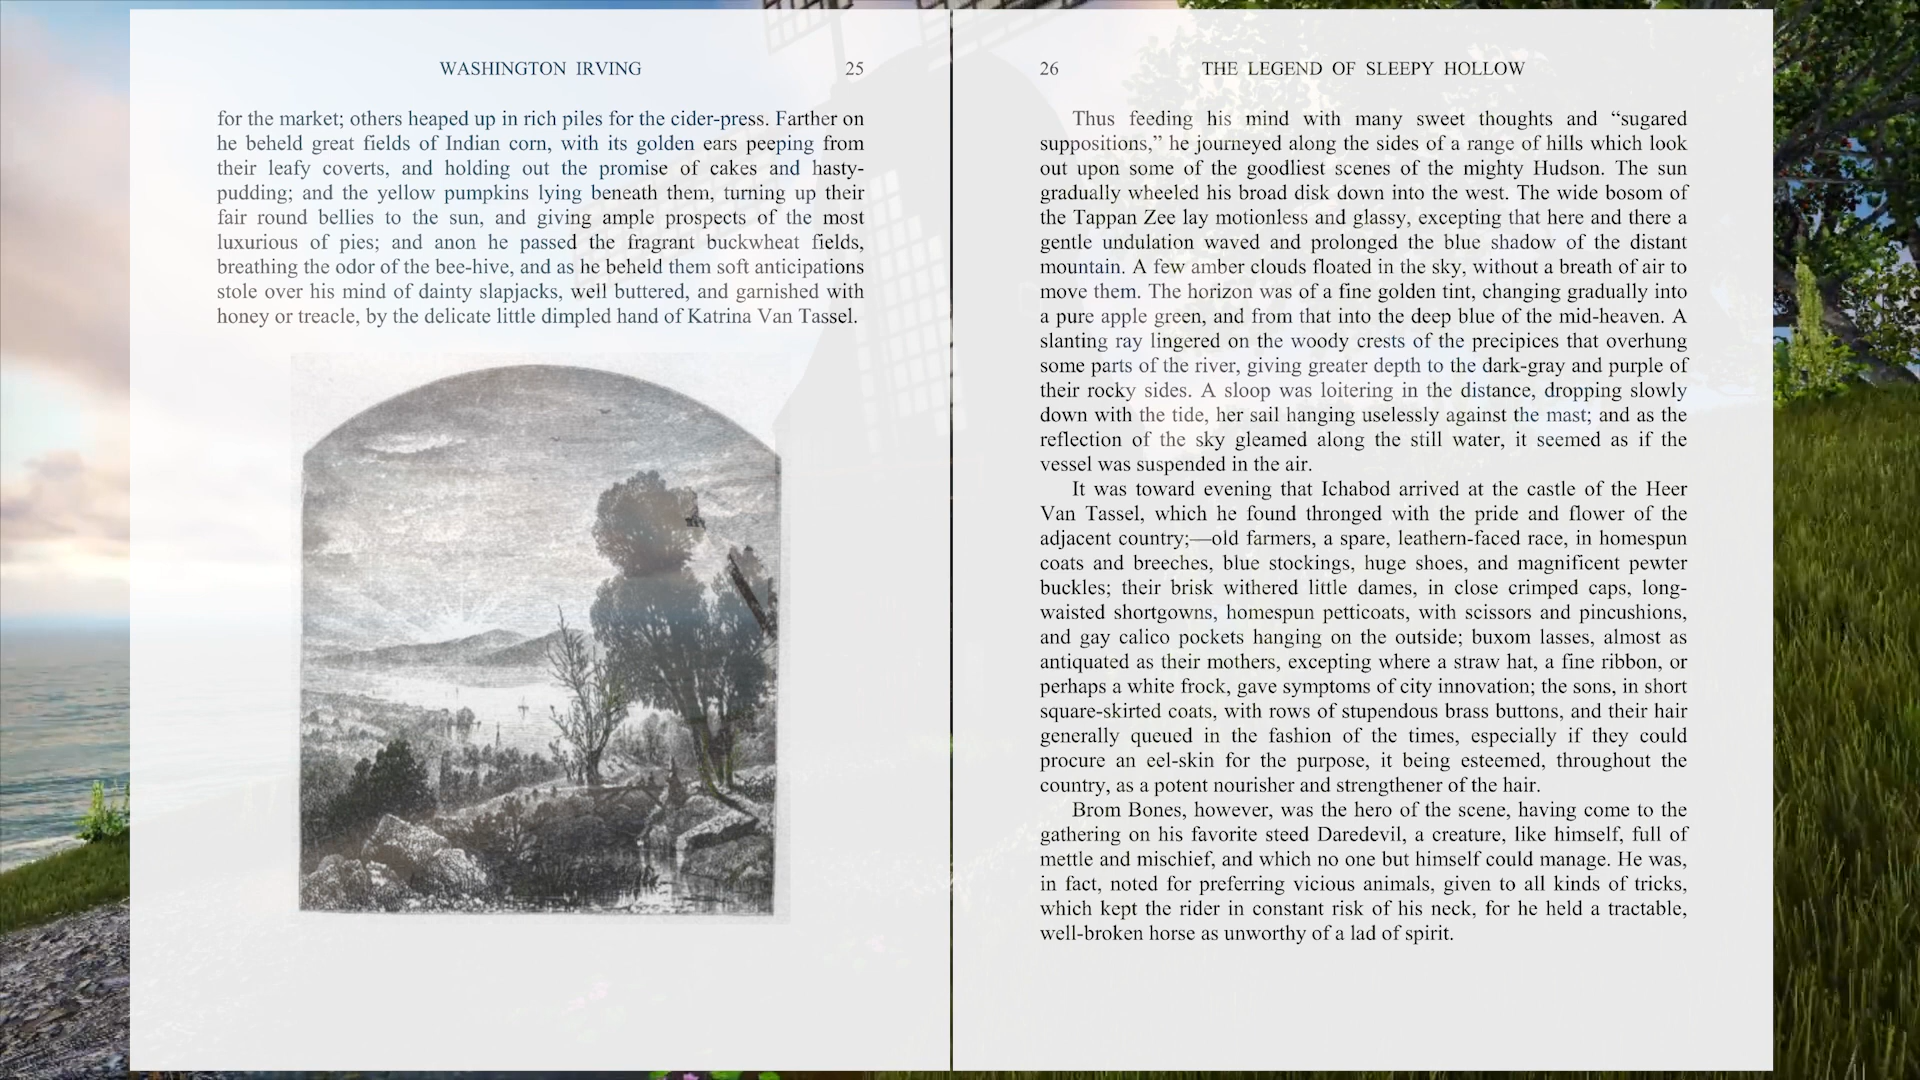 WASHINGTON IRVING 25
for the market; others heaped up in rich piles for the cider-press. Farther on
he beheld great fields of Indian corn, with its golden ears peeping from
their leafy coverts, and holding out the promise of cakes and hasty-
pudding; and the yellow pumpkins lying beneath them, turning up their
fair round bellies to the sun, and giving ample prospects of the most
luxurious of pies; and anon he passed the fragrant buckwheat fields,
breathing the odor of the bee-hive, and as he beheld them soft anticipations
stole over his mind of dainty slapjacks, well buttered, and garnished with
honey or treacle, by the delicate little dimpled hand of Katrina Van Tassel.
26 THE LEGEND OF SLEEPY HOLLOW
Thus feeding his mind with many sweet thoughts and “sugared
suppositions,” he journeyed along the sides of a range of hills which look
out upon some of the goodliest scenes of the mighty Hudson. The sun
gradually wheeled his broad disk down into the west. The wide bosom of
the Tappan Zee lay motionless and glassy, excepting that here and there a
gentle undulation waved and prolonged the blue shadow of the distant
mountain. A few amber clouds floated in the sky, without a breath of air to
move them. The horizon was of a fine golden tint, changing gradually into
a pure apple green, and from that into the deep blue of the mid-heaven. A
slanting ray lingered on the woody crests of the precipices that overhung
some parts of the river, giving greater depth to the dark-gray and purple of
their rocky sides. A sloop was loitering in the distance, dropping slowly
down with the tide, her sail hanging uselessly against the mast; and as the
reflection of the sky gleamed along the still water, it seemed as if the
vessel was suspended in the air.
It was toward evening that Ichabod arrived at the castle of the Heer
Van Tassel, which he found thronged with the pride and flower of the
adjacent country;—old farmers, a spare, leathern-faced race, in homespun
coats and breeches, blue stockings, huge shoes, and magnificent pewter
buckles; their brisk withered little dames, in close crimped caps, long-
waisted shortgowns, homespun petticoats, with scissors and pincushions,
and gay calico pockets hanging on the outside; buxom lasses, almost as
antiquated as their mothers, excepting where a straw hat, a fine ribbon, or
perhaps a white frock, gave symptoms of city innovation; the sons, in short
square-skirted coats, with rows of stupendous brass buttons, and their hair
generally queued in the fashion of the times, especially if they could
procure an eel-skin for the purpose, it being esteemed, throughout the
country, as a potent nourisher and strengthener of the hair.
Brom Bones, however, was the hero of the scene, having come to the
gathering on his favorite steed Daredevil, a creature, like himself, full of
mettle and mischief, and which no one but himself could manage. He was,
in fact, noted for preferring vicious animals, given to all kinds of tricks,
which kept the rider in constant risk of his neck, for he held a tractable,
well-broken horse as unworthy of a lad of spirit.